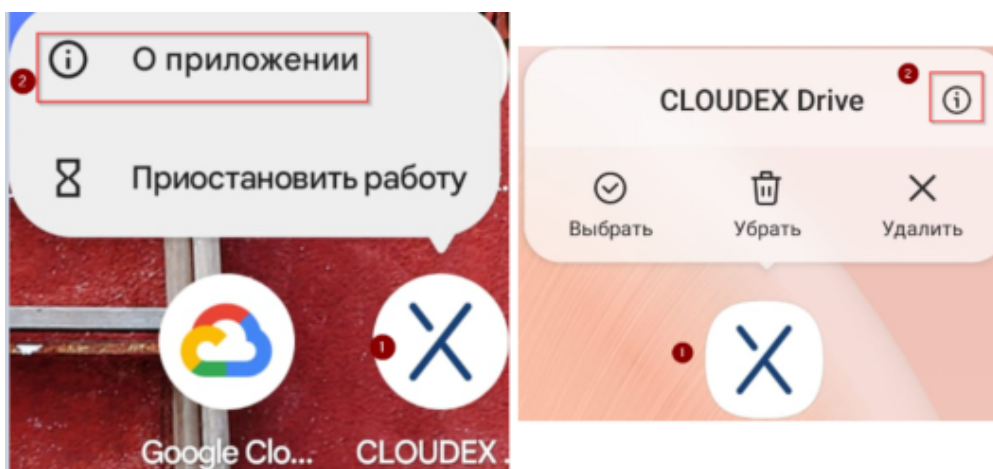 О приложении
2
Приостановить работу
1
Google Clo...
CLOUDEX .
2
CLOUDEX Drive
Выбрать
Убрать
Удалить
1